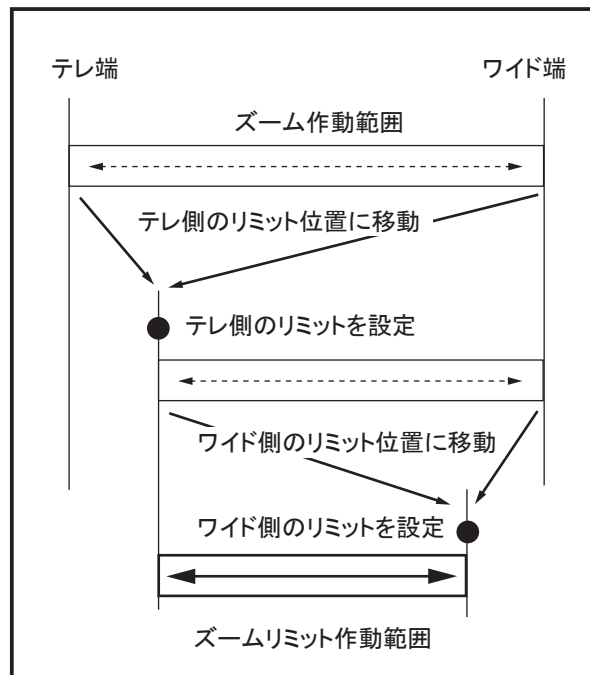 テレ端
ワイド端
ズーム作動範囲
テレ側のリミット位置に移動
テレ側のリミットを設定
ワイド側のリミット位置に移動
ワイド側のリミットを設定
ズームリミット作動範囲